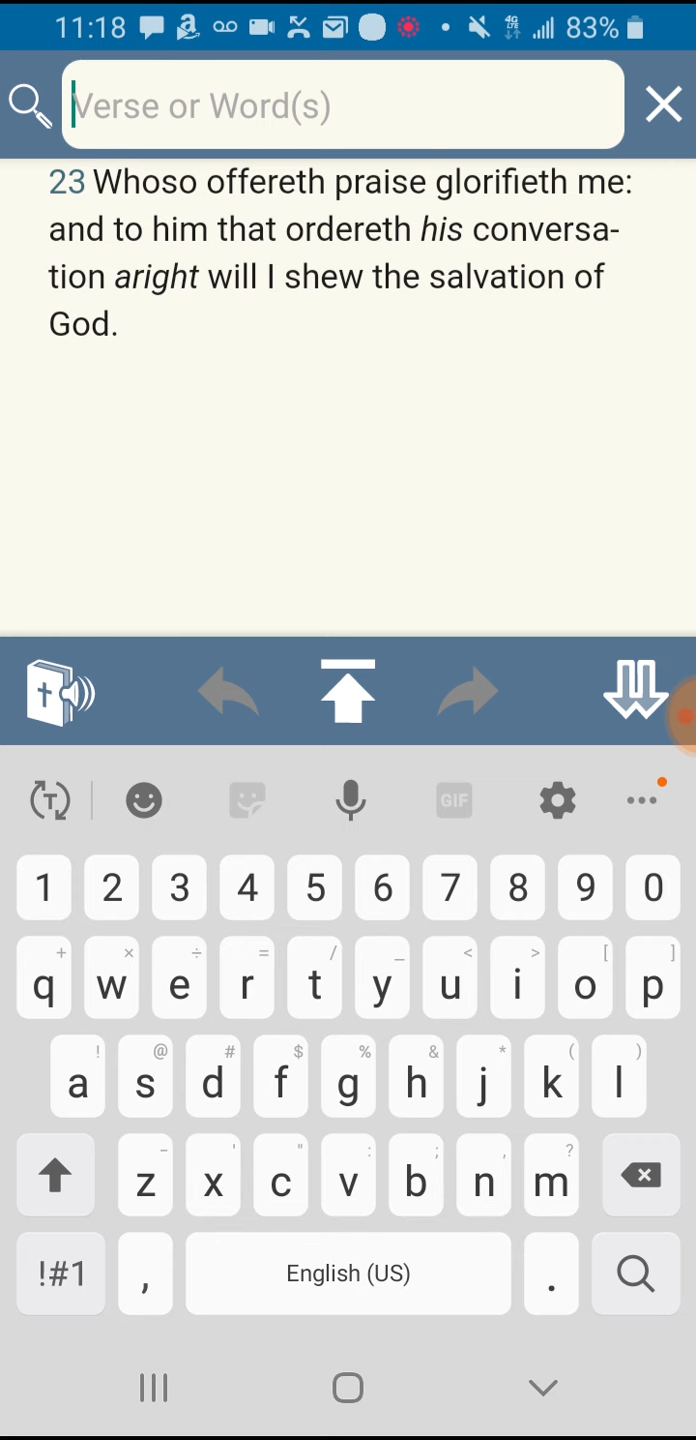 11:18 4G LTE 83%
Verse or Word(s)
23 Whoso offereth praise glorifieth me:
and to him that ordereth his conversa-
tion aright will I shew the salvation of
God.
T GIF
1 2 3 4 5 6 7 8 9 0
+ × ÷ = / _ < > [ ]
q w e r t y u i o p
! @ # $ % & * ( )
a s d f g h j k l
- ' " : ; , ?
z x c v b n m
!#1 , English (US) .